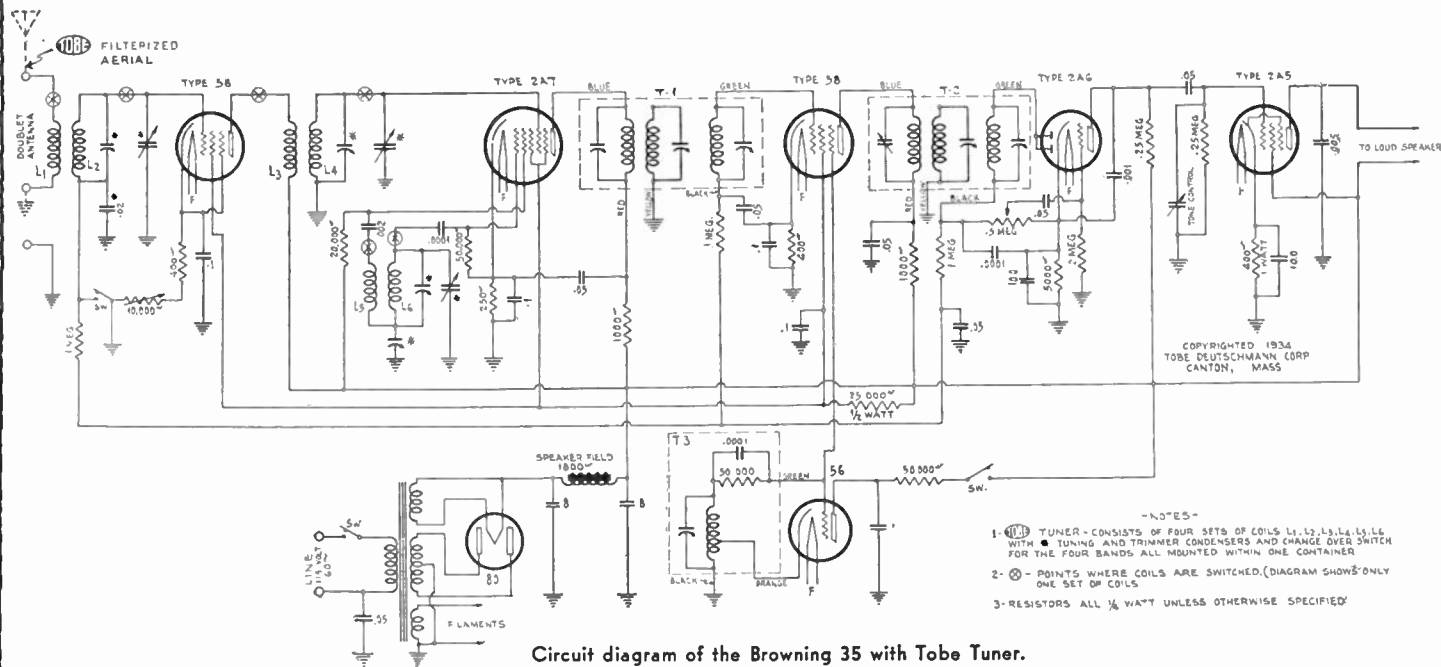 TOBE FILTERIZED
AERIAL
DOUBLET
ANTENNA
TYPE 58
TYPE 2A7
BLUE
T-1
GREEN
TYPE 58
BLUE
T-2
GREEN
TYPE 2A6
.05
TYPE 2A5
L1
L2
L3
L4
.02
F
F
F
F
F
.002
TO LOUD SPEAKER
.25 MEG
.25 MEG
TONE CONTROL
.001
RED
YELLOW
BLACK
RED
YELLOW
BLACK
400~
.1
20,000~
.002
.0001
50,000~
.05
1 MEG
.05
.1
400~
.05
1000~
1 MEG
.5 MEG
.05
.0001
10.0
5000~
2 MEG
400~
1 WATT
10.0
SW
10,000~
1 MEG
L5
L6
250~
.1
1000~
.1
.05
COPYRIGHTED 1934
TOBE DEUTSCHMANN CORP
CANTON, MASS
25 000~
1/2 WATT
T3
.0001
50 000
GREEN
56
50 000~
SW.
BLACK
ORANGE
F
SPEAKER FIELD
1800~
8
8
SW
LINE
115 VOLT
60~
.05
80
FILAMENTS
-NOTES-
1- TOBE TUNER - CONSISTS OF FOUR SETS OF COILS L1, L2, L3, L4, L5, L6
WITH * TUNING AND TRIMMER CONDENSERS AND CHANGE OVER SWITCH
FOR THE FOUR BANDS ALL MOUNTED WITHIN ONE CONTAINER
2- ⊗ - POINTS WHERE COILS ARE SWITCHED. (DIAGRAM SHOWS ONLY
ONE SET OF COILS
3- RESISTORS ALL 1/4 WATT UNLESS OTHERWISE SPECIFIED
Circuit diagram of the Browning 35 with Tobe Tuner.